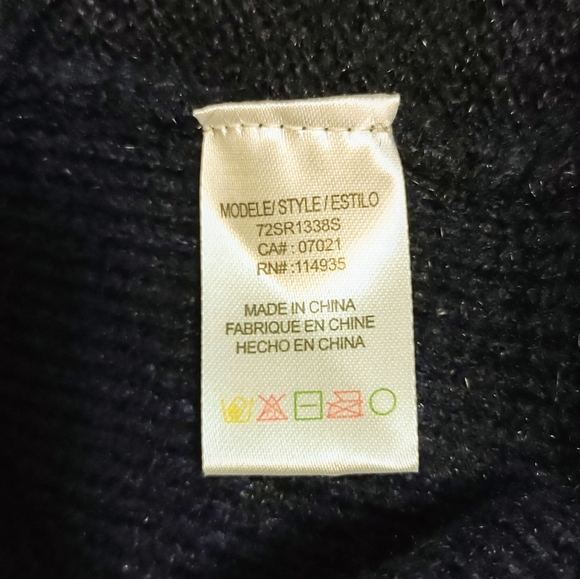 MODELE/ STYLE / ESTILO
72SR1338S
CA# : 07021
RN# :114935
MADE IN CHINA
FABRIQUE EN CHINE
HECHO EN CHINA